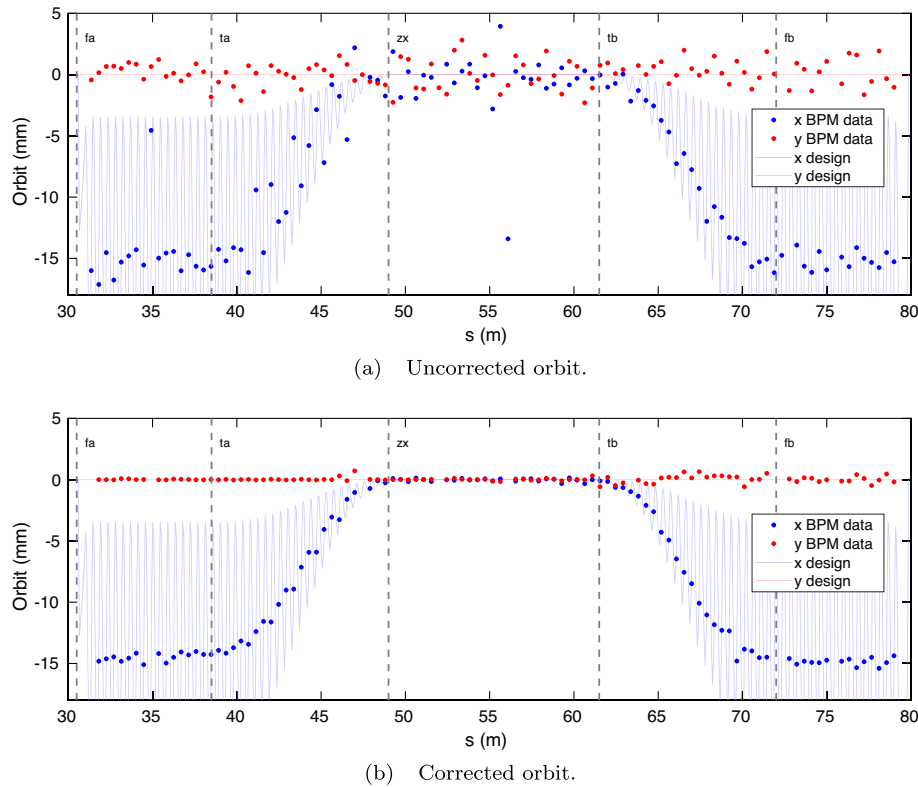 5
0
-5
-10
-15
Orbit (mm)
fa ta zx tb fb
x BPM data
y BPM data
x design
y design
30 35 40 45 50 55 60 65 70 75 80
s (m)
(a) Uncorrected orbit.
5
0
-5
-10
-15
Orbit (mm)
fa ta zx tb fb
x BPM data
y BPM data
x design
y design
30 35 40 45 50 55 60 65 70 75 80
s (m)
(b) Corrected orbit.